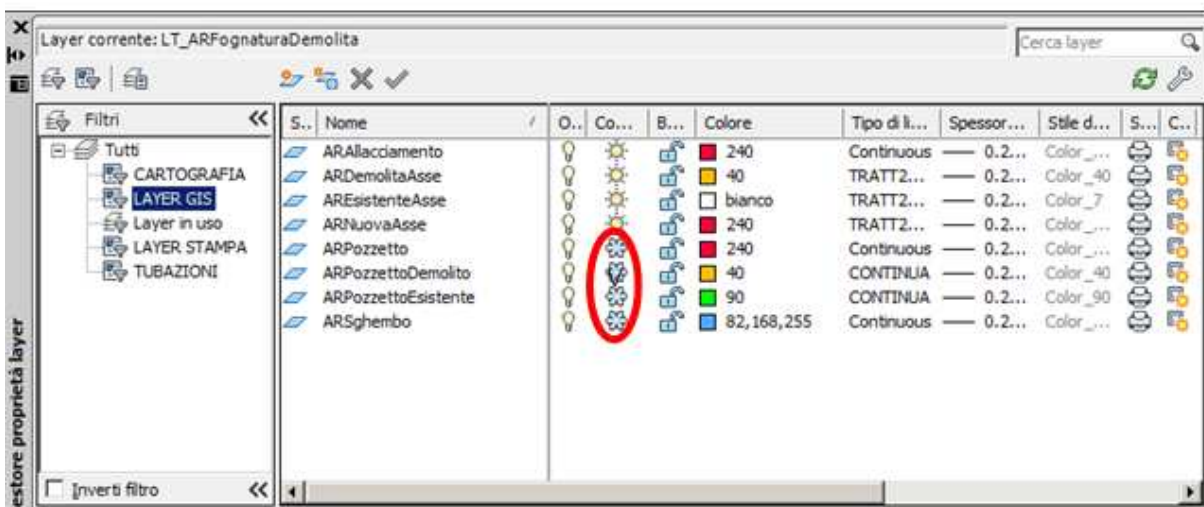 Layer corrente: LT_ARFognaturaDemolita
Cerca layer
Filtri
Tutti
CARTOGRAFIA
LAYER GIS
Layer in uso
LAYER STAMPA
TUBAZIONI
Inverti filtro
S.. Nome O.. Co... B... Colore Tipo di li... Spessor... Stile d... S... C...
ARAllacciamento 240 Continuous 0.2... Color_...
ARDemolitaAsse 40 TRATT2... 0.2... Color_40
AREsistenteAsse bianco TRATT2... 0.2... Color_7
ARNuovaAsse 240 TRATT2... 0.2... Color_...
ARPozzetto 240 Continuous 0.2... Color_...
ARPozzettoDemolito 40 CONTINUA 0.2... Color_40
ARPozzettoEsistente 90 CONTINUA 0.2... Color_90
ARSghembo 82,168,255 Continuous 0.2... Color_...
estore proprietà layer